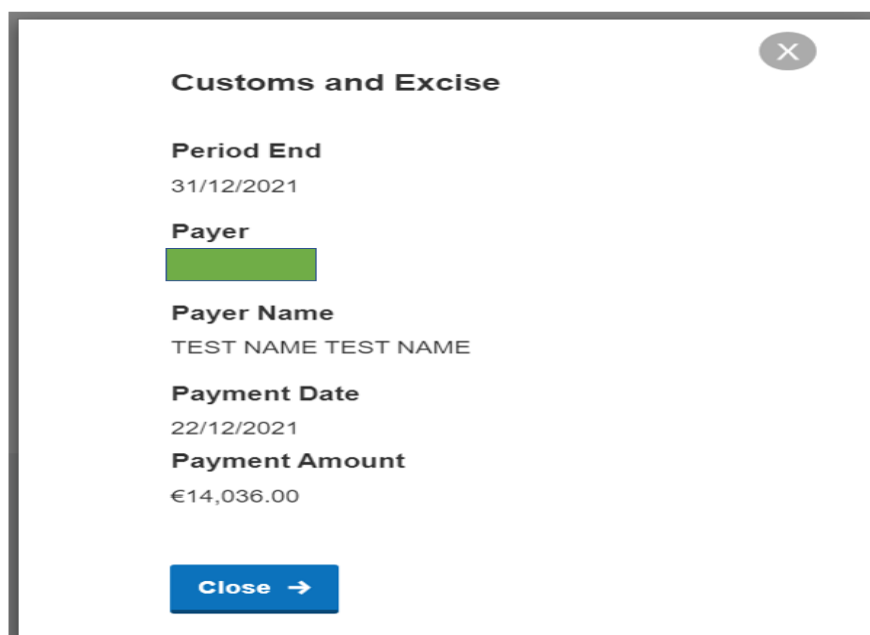 Customs and Excise
Period End
31/12/2021
Payer
Payer Name
TEST NAME TEST NAME
Payment Date
22/12/2021
Payment Amount
€14,036.00
Close →